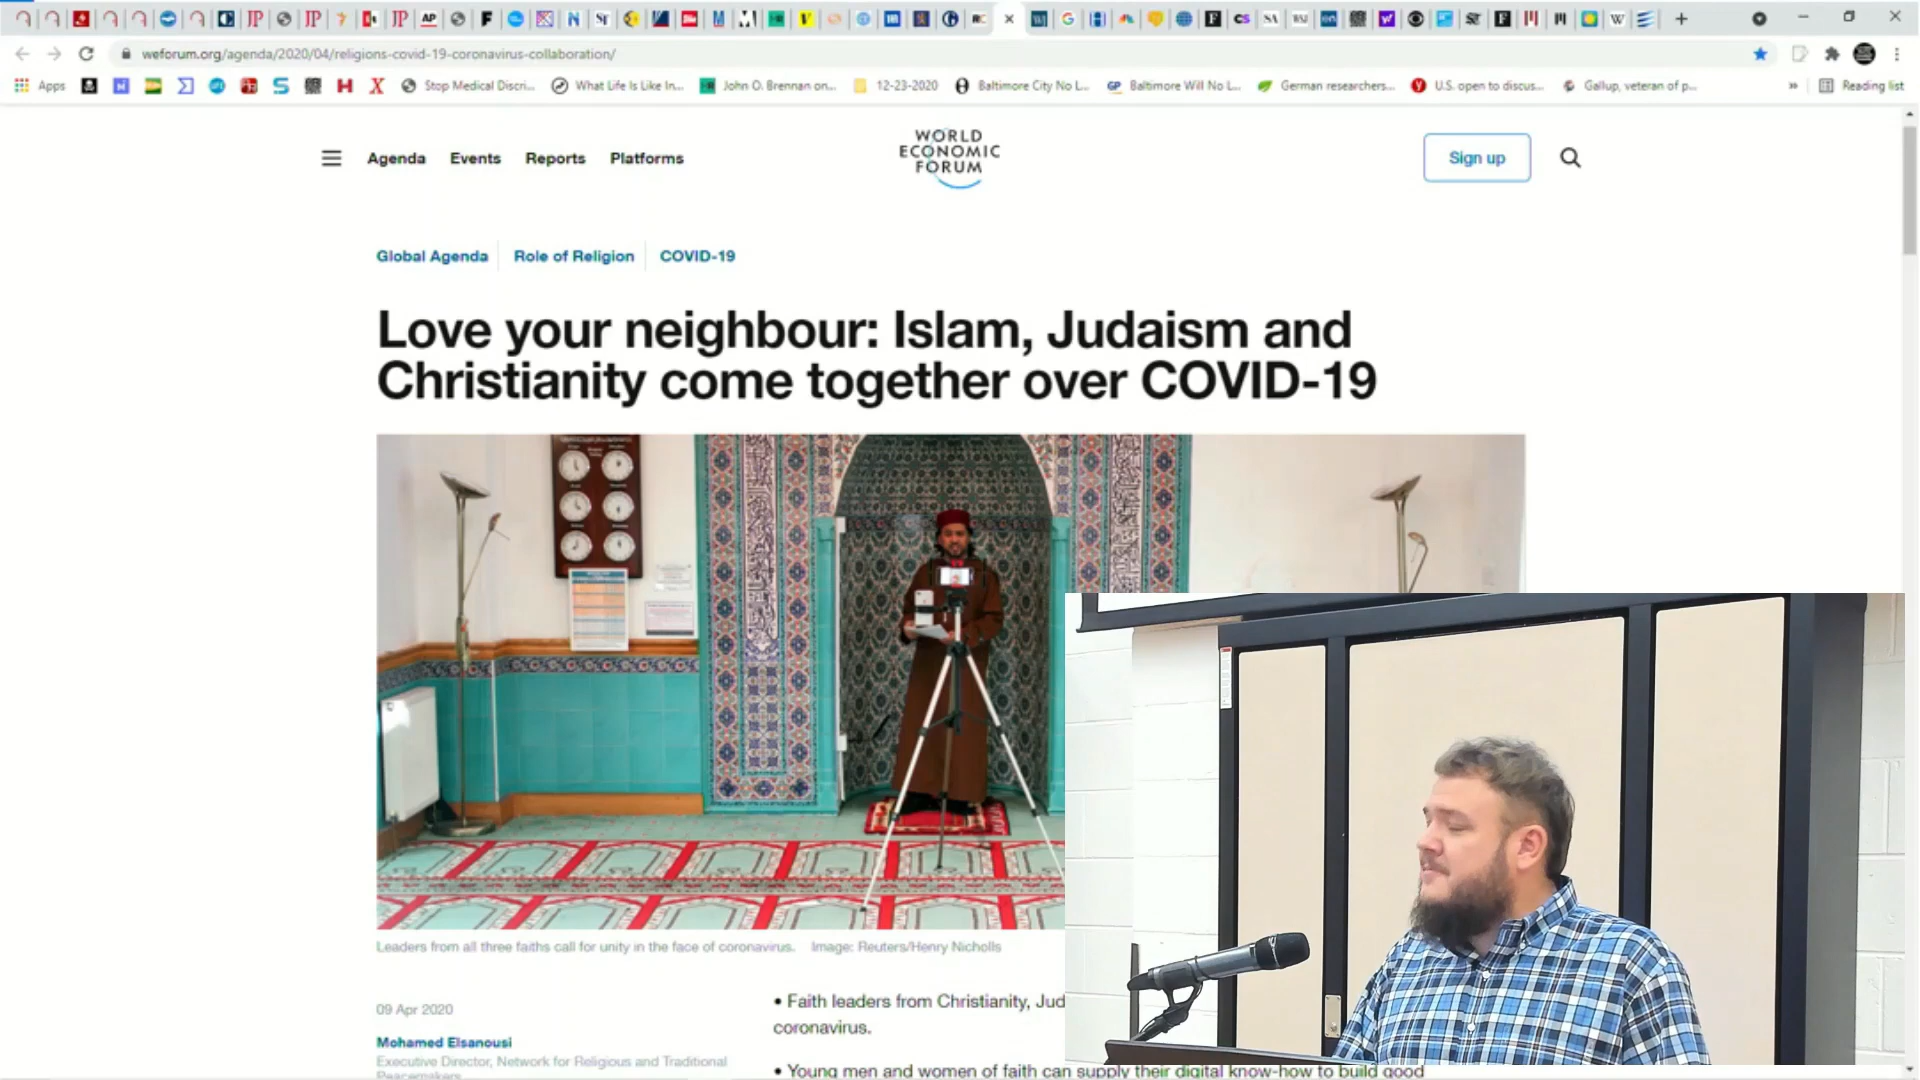 weforum.org/agenda/2020/04/religions-covid-19-coronavirus-collaboration/
Apps
Stop Medical Discri...
What Life Is Like In...
John O. Brennan on...
12-23-2020
Baltimore City No L...
Baltimore Will No L...
German researchers...
U.S. open to discus...
Gallup, veteran of p...
»
Reading list
Agenda
Events
Reports
Platforms
WORLD
ECONOMIC
FORUM
Sign up
Global Agenda
Role of Religion
COVID-19
Love your neighbour: Islam, Judaism and
Christianity come together over COVID-19
Leaders from all three faiths call for unity in the face of coronavirus. Image: Reuters/Henry Nicholls
09 Apr 2020
Mohamed Elsanousi
Executive Director, Network for Religious and Traditional
Peacemakers
• Faith leaders from Christianity, Jud
coronavirus.
• Young men and women of faith can supply their digital know-how to build good